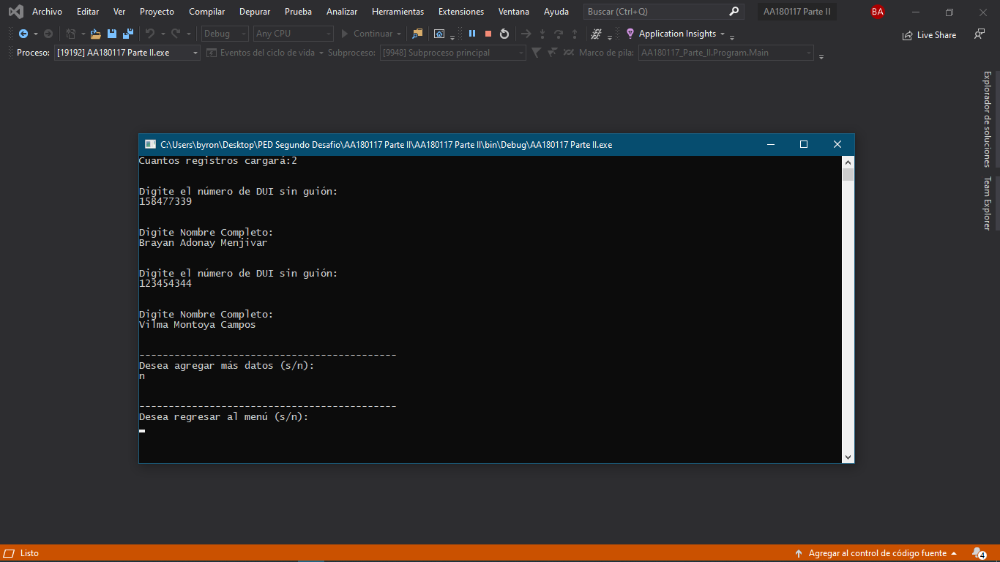 Archivo Editar Ver Proyecto Compilar Depurar Prueba Analizar Herramientas Extensiones Ventana Ayuda Buscar (Ctrl+Q) AA180117 Parte II BA
Debug Any CPU Continuar Application Insights Live Share
Proceso: [19192] AA180117 Parte II.exe Eventos del ciclo de vida Subproceso: [9948] Subproceso principal Marco de pila: AA180117_Parte_II.Program.Main
Explorador de soluciones
Team Explorer
C:\Users\byron\Desktop\PED Segundo Desafio\AA180117 Parte II\AA180117 Parte II\bin\Debug\AA180117 Parte II.exe
Cuantos registros cargará:2
Digite el número de DUI sin guión:
158477339
Digite Nombre Completo:
Brayan Adonay Menjivar
Digite el número de DUI sin guión:
123454344
Digite Nombre Completo:
Vilma Montoya Campos
--------------------------------------------
Desea agregar más datos (s/n):
n
--------------------------------------------
Desea regresar al menú (s/n):
Listo Agregar al control de código fuente 4